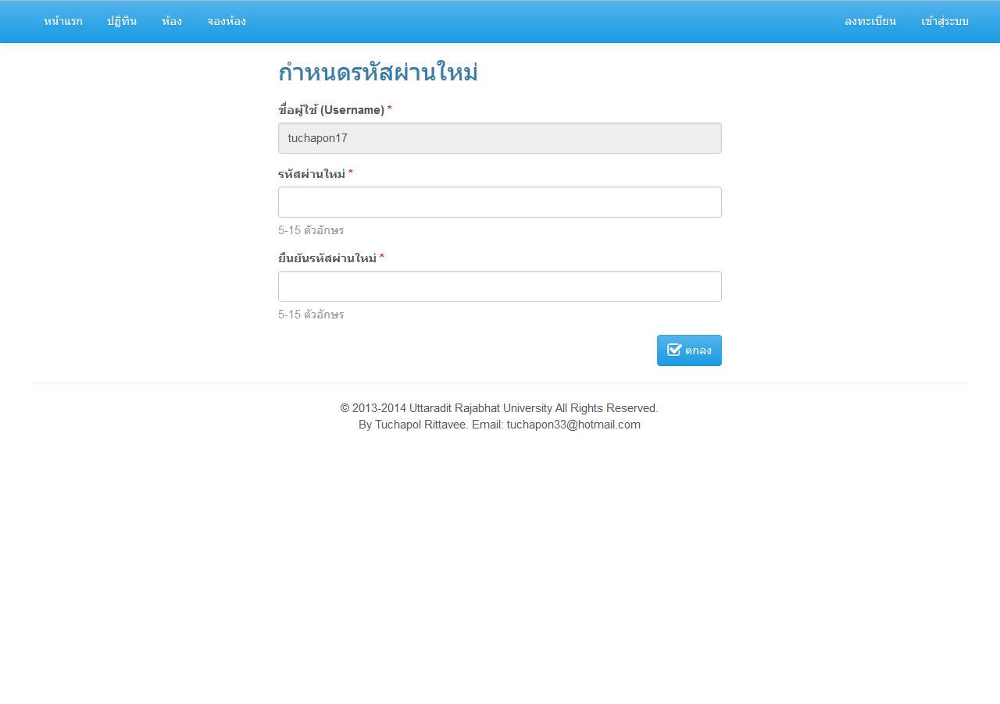 หน้าแรก ปฏิทิน ห้อง จองห้อง ลงทะเบียน เข้าสู่ระบบ
กำหนดรหัสผ่านใหม่
ชื่อผู้ใช้ (Username) *
tuchapon17
รหัสผ่านใหม่ *
5-15 ตัวอักษร
ยืนยันรหัสผ่านใหม่ *
5-15 ตัวอักษร
ตกลง
© 2013-2014 Uttaradit Rajabhat University All Rights Reserved.
By Tuchapol Rittavee. Email: tuchapon33@hotmail.com